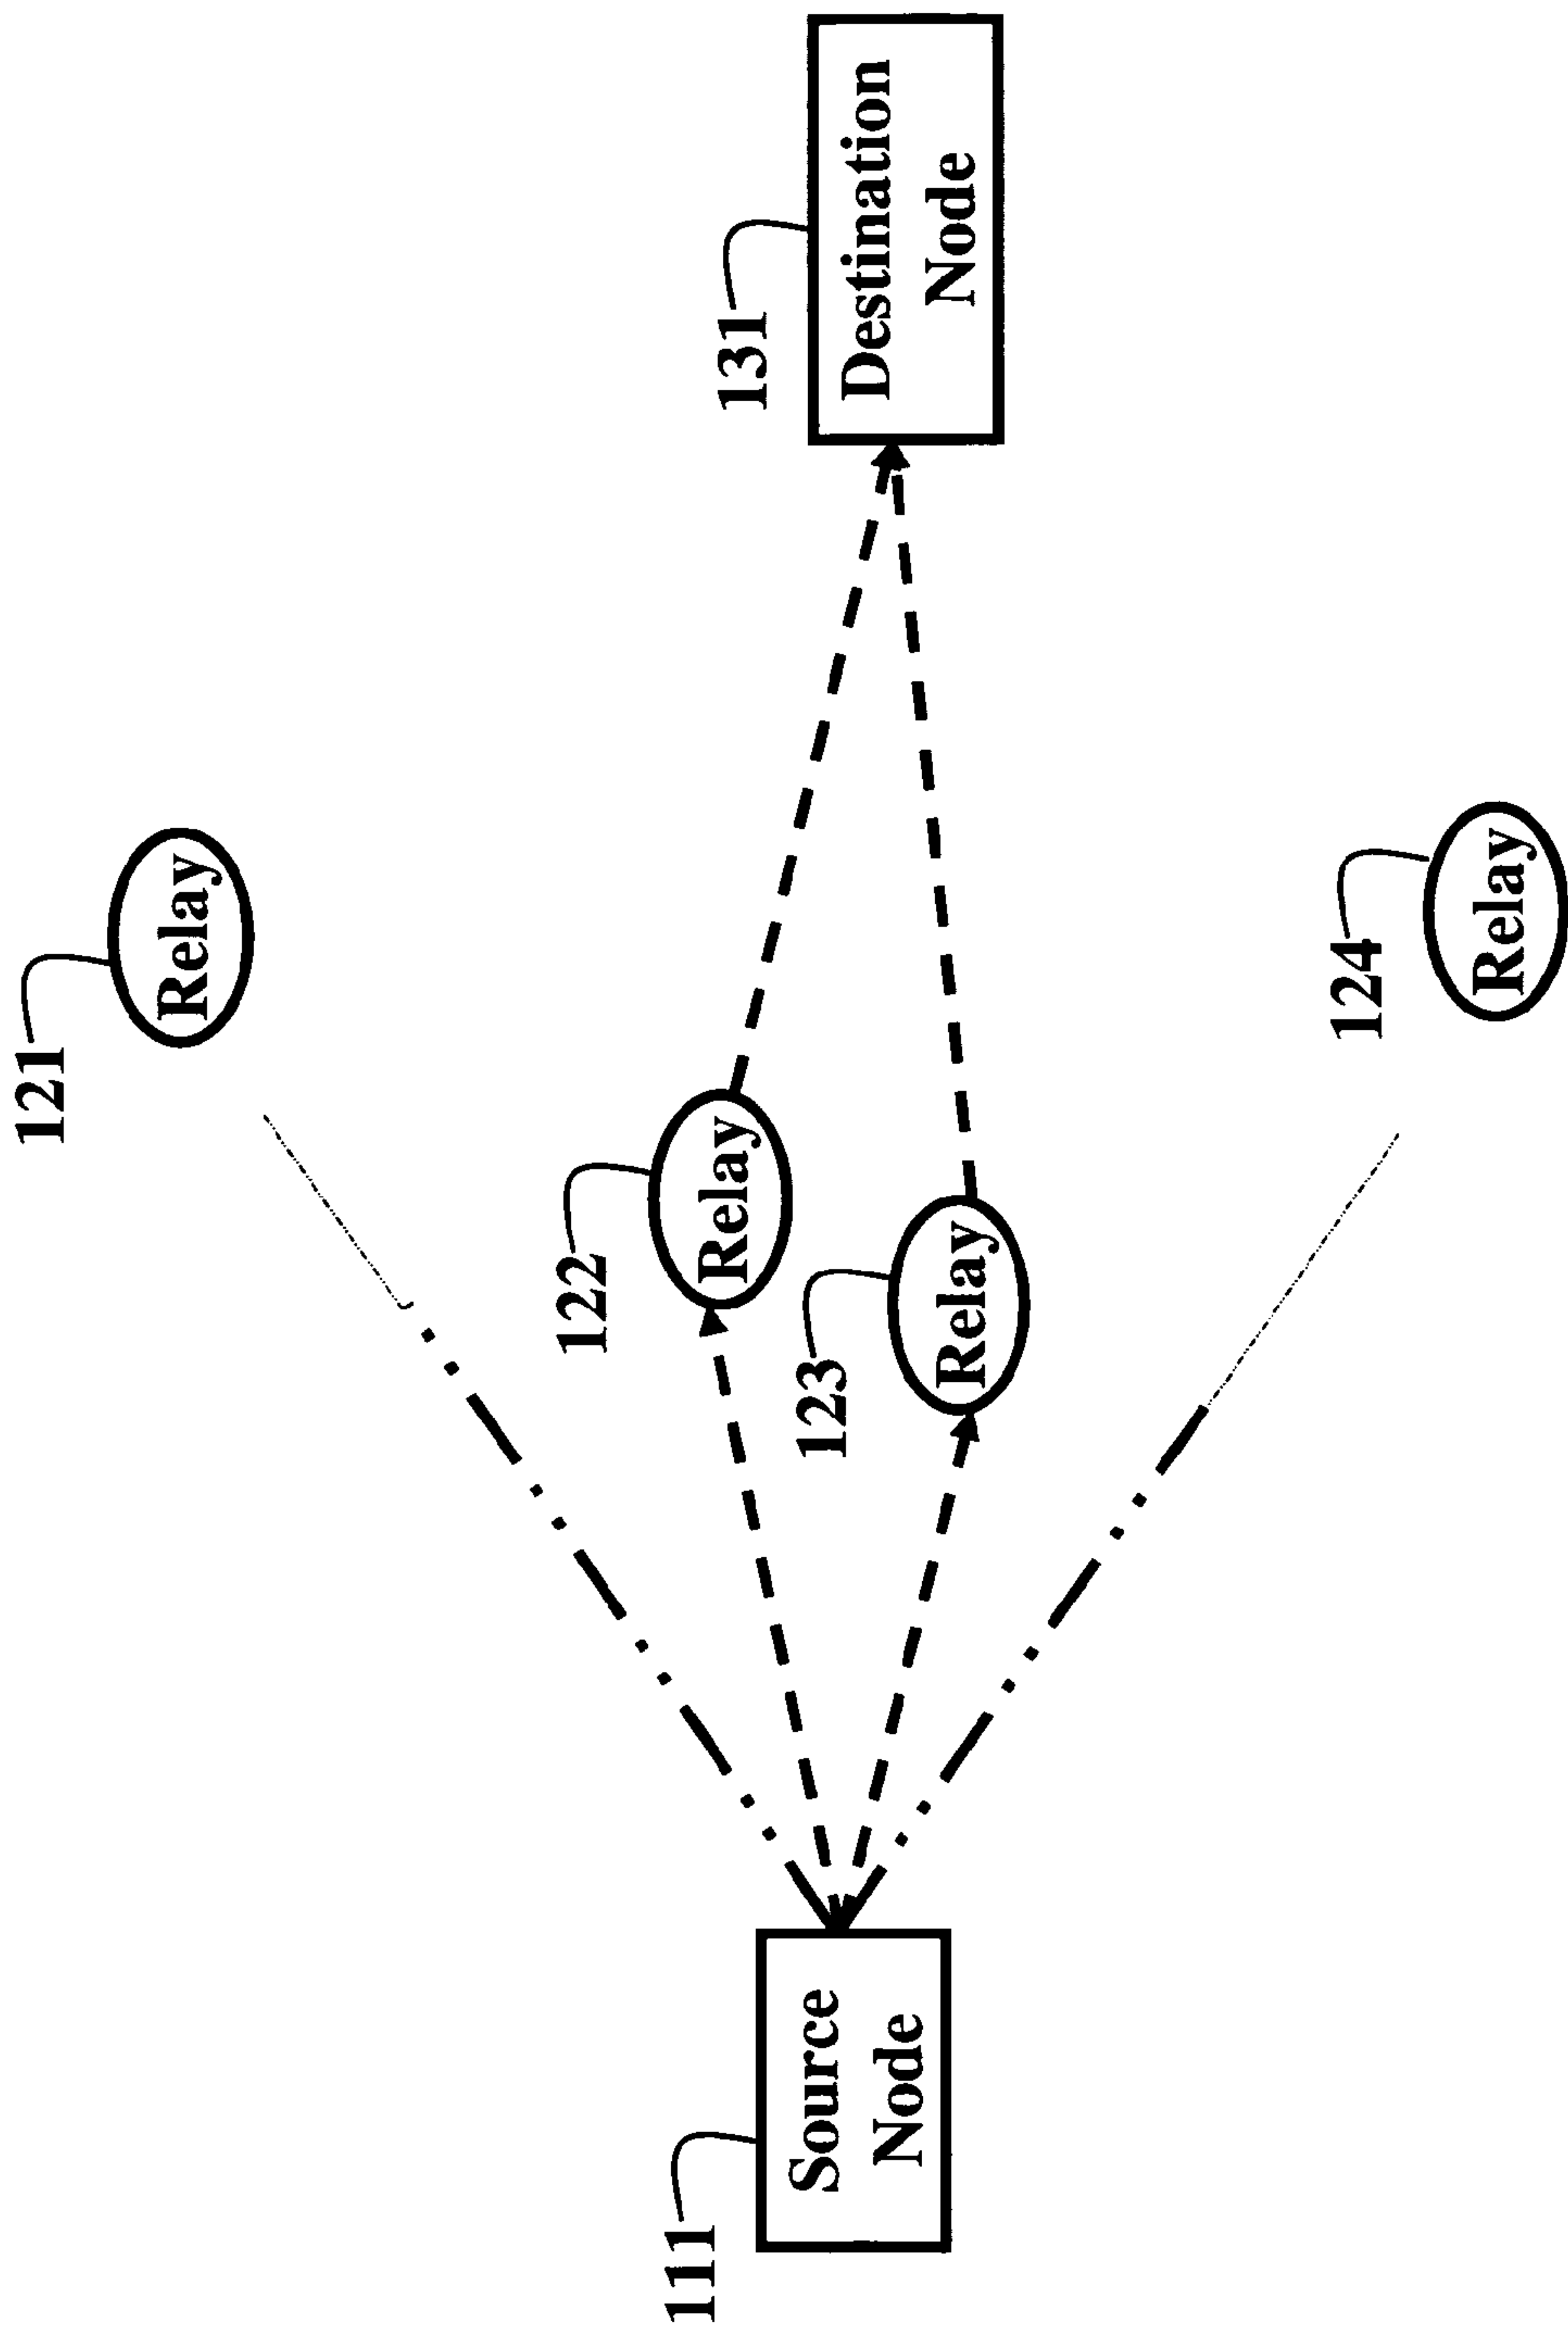 121
Relay
122
Relay
131
Destination
Node
111
Source
Node
123
Relay
124
Relay